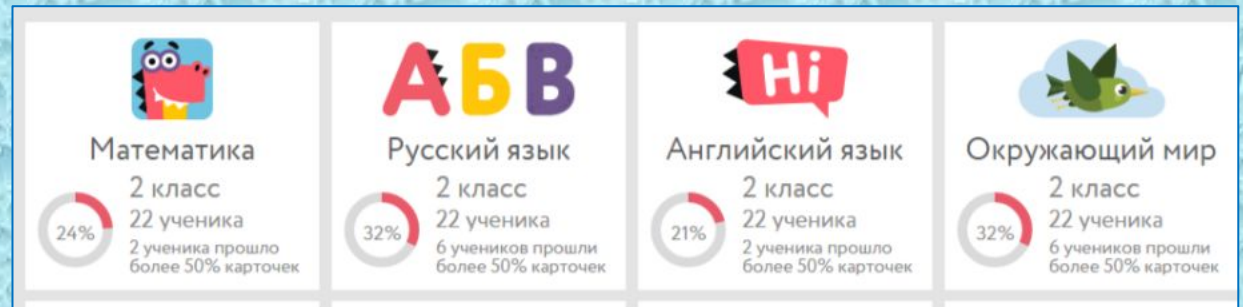 АБВ
Hi
Математика
2 класс
24%
22 ученика
2 ученика прошло
более 50% карточек
Русский язык
2 класс
32%
22 ученика
6 учеников прошли
более 50% карточек
Английский язык
2 класс
21%
22 ученика
2 ученика прошло
более 50% карточек
Окружающий мир
2 класс
32%
22 ученика
6 учеников прошли
более 50% карточек